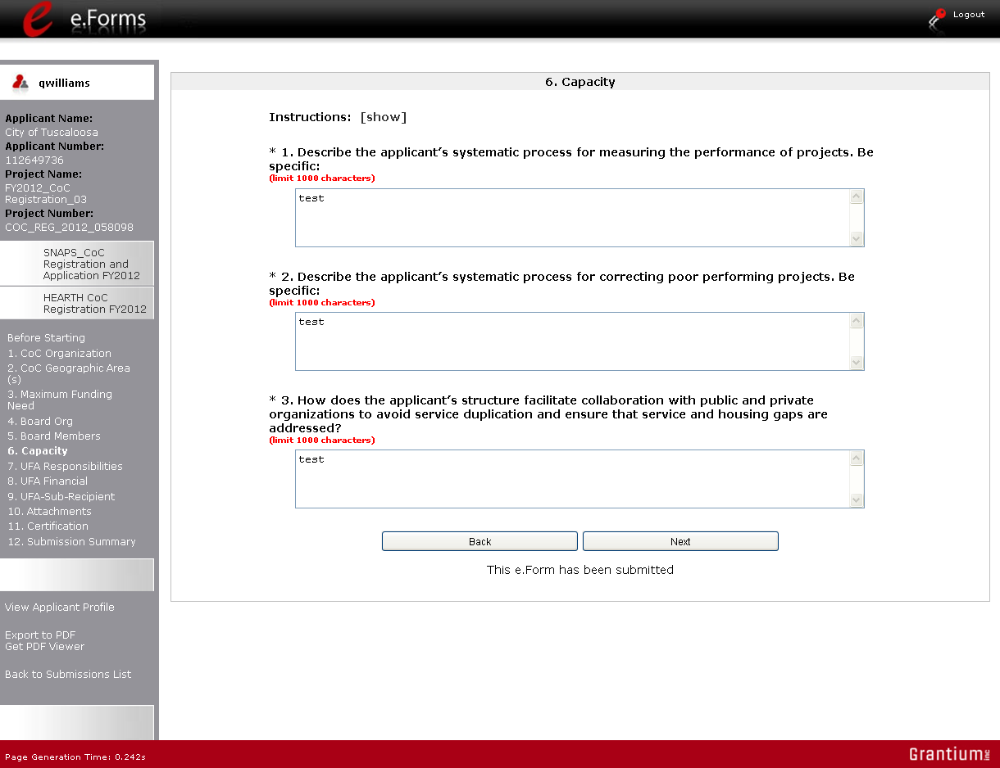 e e.Forms
Logout
qwilliams
Applicant Name:
City of Tuscaloosa
Applicant Number:
112649736
Project Name:
FY2012_CoC
Registration_03
Project Number:
COC_REG_2012_058098
SNAPS_CoC
Registration and
Application FY2012
HEARTH CoC
Registration FY2012
Before Starting
1. CoC Organization
2. CoC Geographic Area
(s)
3. Maximum Funding
Need
4. Board Org
5. Board Members
6. Capacity
7. UFA Responsibilities
8. UFA Financial
9. UFA-Sub-Recipient
10. Attachments
11. Certification
12. Submission Summary
View Applicant Profile
Export to PDF
Get PDF Viewer
Back to Submissions List
6. Capacity
Instructions: [show]
* 1. Describe the applicant’s systematic process for measuring the performance of projects. Be
specific:
(limit 1000 characters)
test
* 2. Describe the applicant’s systematic process for correcting poor performing projects. Be
specific:
(limit 1000 characters)
test
* 3. How does the applicant’s structure facilitate collaboration with public and private
organizations to avoid service duplication and ensure that service and housing gaps are
addressed?
(limit 1000 characters)
test
Back Next
This e.Form has been submitted
Page Generation Time: 0.242s
Grantium inc